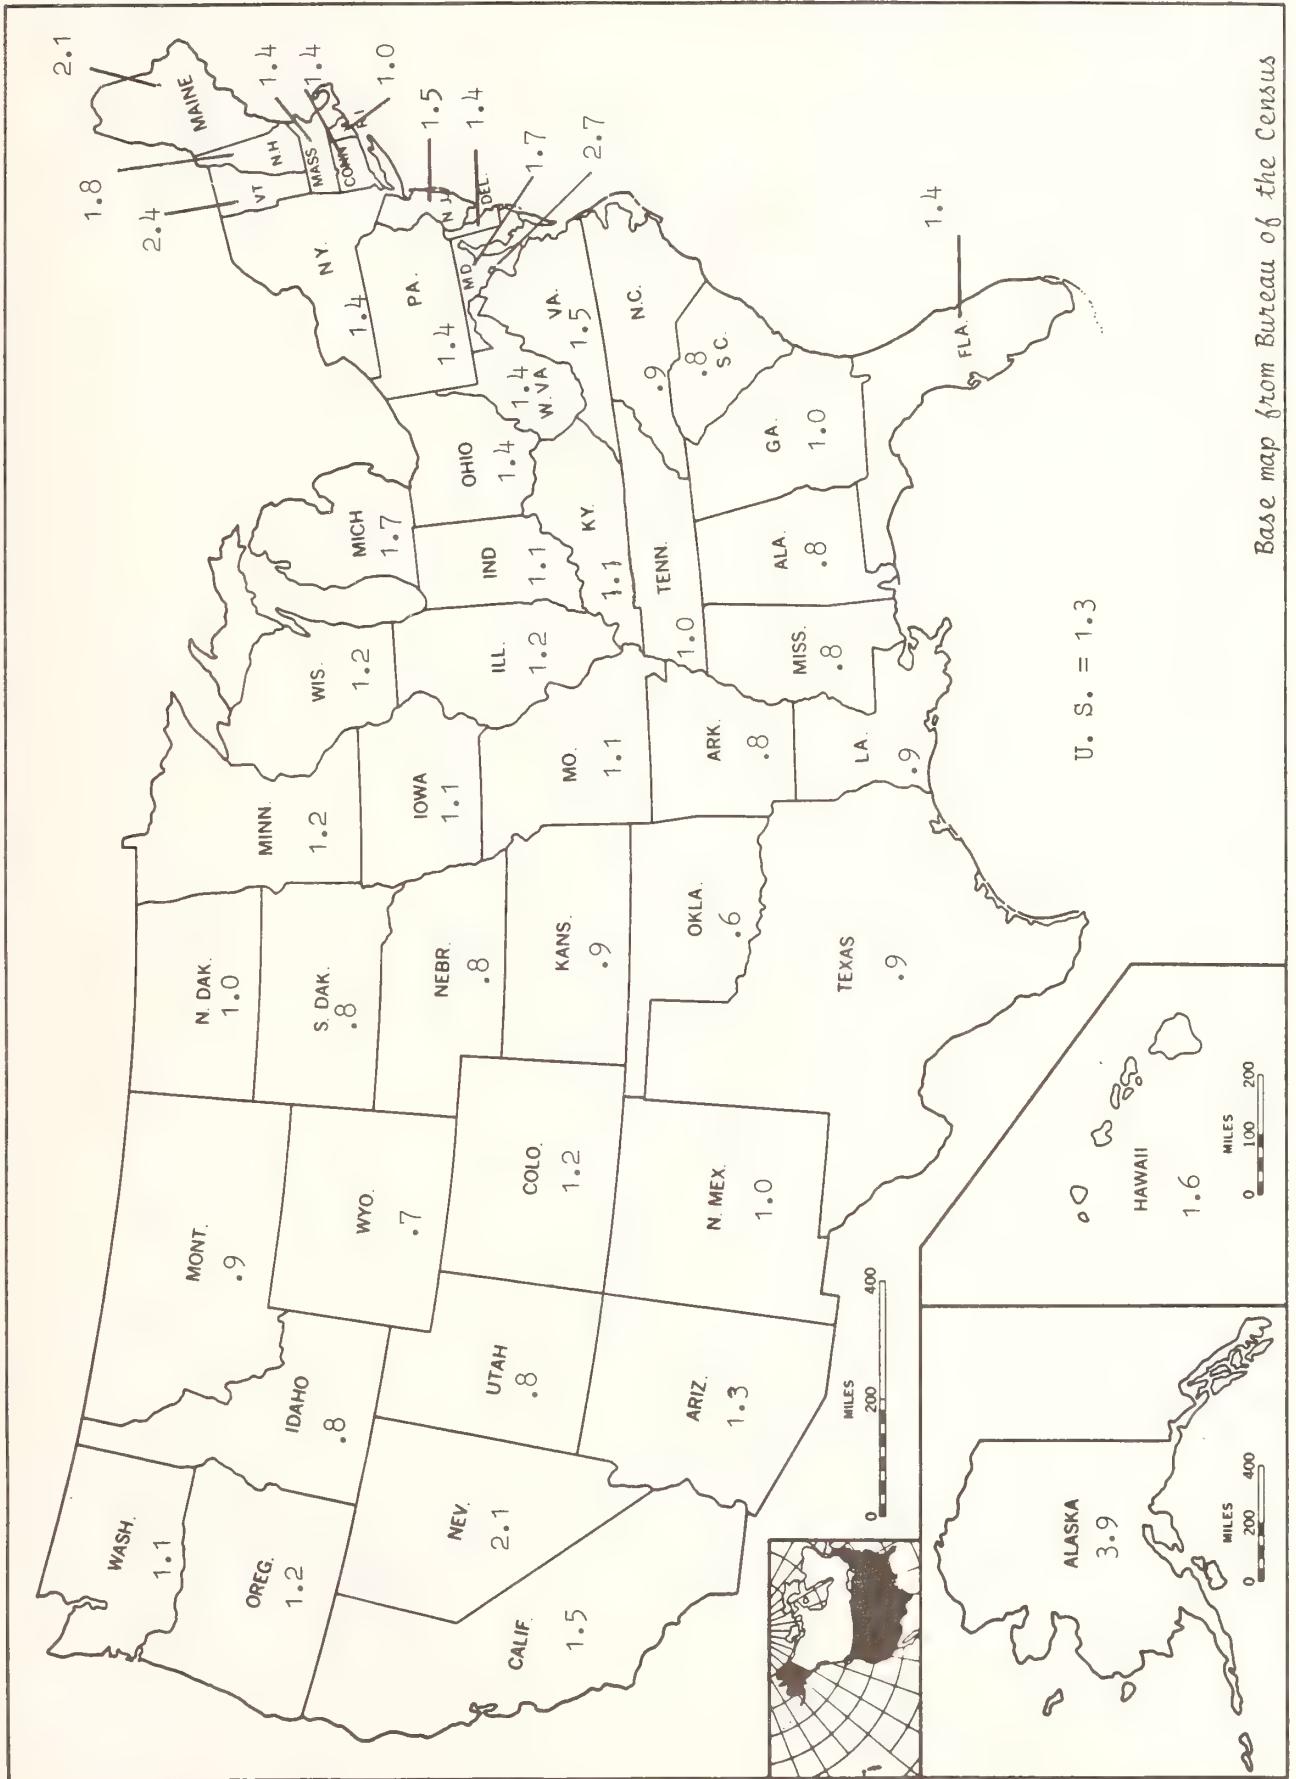 2.1
MAINE
1.8
N.H
2.4
VT
1.4
MASS
1.4
CONN
R I
1.0
N.Y.
1.4
PA.
1.4
1.5
N J.
1.4
DEL.
1.7
MD
2.7
WASH.
1.1
OREG.
1.2
CALIF.
1.5
NEV.
2.1
IDAHO
.8
MONT.
.9
WYO.
.7
UTAH
.8
ARIZ.
1.3
COLO.
1.2
N. MEX.
1.0
N. DAK.
1.0
S. DAK.
.8
NEBR.
.8
KANS.
.9
OKLA.
.6
TEXAS
.9
MINN.
1.2
IOWA
1.1
MO.
1.1
ARK.
.8
LA.
.9
WIS.
1.2
ILL.
1.2
MICH
1.7
IND
1.1
OHIO
1.4
KY.
1.1
TENN.
1.0
MISS.
.8
ALA.
.8
GA.
1.0
1.4
W. VA
VA.
1.5
N.C.
.9
.8
S C.
FLA.
1.4
MILES
0 200 400
ALASKA
3.9
MILES
0 200 400
HAWAII
1.6
MILES
0 100 200
U. S. = 1.3
Base map from Bureau of the Census